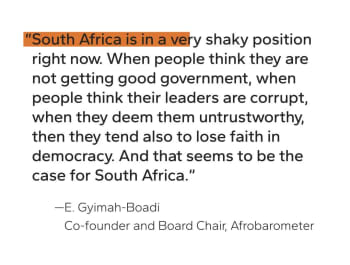 "South Africa is in a very shaky position
right now. When people think they are
not getting good government, when
people think their leaders are corrupt,
when they deem them untrustworthy,
then they tend also to lose faith in
democracy. And that seems to be the
case for South Africa."
—E. Gyimah-Boadi
Co-founder and Board Chair, Afrobarometer